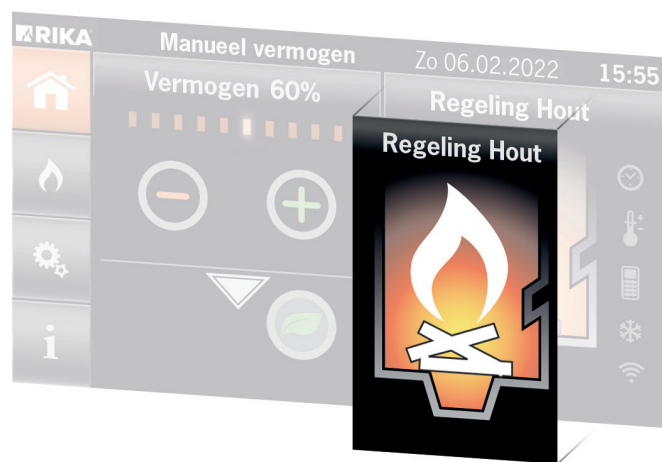 RIKA
Manueel vermogen
Zo 06.02.2022
15:55
Vermogen 60%
Regeling Hout
Regeling Hout
i